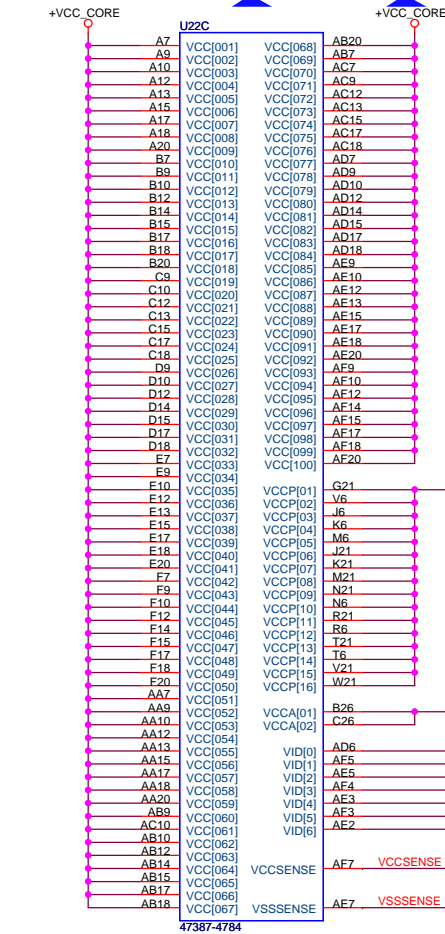 +VCC_CORE +VCC_CORE
U22C
A7 VCC[001] VCC[068] AB20
A9 VCC[002] VCC[069] AB7
A10 VCC[003] VCC[070] AC7
A12 VCC[004] VCC[071] AC9
A13 VCC[005] VCC[072] AC12
A15 VCC[006] VCC[073] AC13
A17 VCC[007] VCC[074] AC15
A18 VCC[008] VCC[075] AC17
A20 VCC[009] VCC[076] AC18
B7 VCC[010] VCC[077] AD7
B9 VCC[011] VCC[078] AD9
B10 VCC[012] VCC[079] AD10
B12 VCC[013] VCC[080] AD12
B14 VCC[014] VCC[081] AD14
B15 VCC[015] VCC[082] AD15
B17 VCC[016] VCC[083] AD17
B18 VCC[017] VCC[084] AD18
B20 VCC[018] VCC[085] AE9
C9 VCC[019] VCC[086] AE10
C10 VCC[020] VCC[087] AE12
C12 VCC[021] VCC[088] AE13
C13 VCC[022] VCC[089] AE15
C15 VCC[023] VCC[090] AE17
C17 VCC[024] VCC[091] AE18
C18 VCC[025] VCC[092] AE20
D9 VCC[026] VCC[093] AF9
D10 VCC[027] VCC[094] AF10
D12 VCC[028] VCC[095] AF12
D14 VCC[029] VCC[096] AF14
D15 VCC[030] VCC[097] AF15
D17 VCC[031] VCC[098] AF17
D18 VCC[032] VCC[099] AF18
E7 VCC[033] VCC[100] AF20
E9 VCC[034]
E10 VCC[035] VCCP[01] G21
E12 VCC[036] VCCP[02] V6
E13 VCC[037] VCCP[03] J6
E15 VCC[038] VCCP[04] K6
E17 VCC[039] VCCP[05] M6
E18 VCC[040] VCCP[06] J21
E20 VCC[041] VCCP[07] K21
F7 VCC[042] VCCP[08] M21
F9 VCC[043] VCCP[09] N21
F10 VCC[044] VCCP[10] N6
F12 VCC[045] VCCP[11] R21
F14 VCC[046] VCCP[12] R6
F15 VCC[047] VCCP[13] T21
F17 VCC[048] VCCP[14] T6
F18 VCC[049] VCCP[15] V21
F20 VCC[050] VCCP[16] W21
AA7 VCC[051]
AA9 VCC[052] VCCA[01] B26
AA10 VCC[053] VCCA[02] C26
AA12 VCC[054]
AA13 VCC[055] VID[0] AD6
AA15 VCC[056] VID[1] AF5
AA17 VCC[057] VID[2] AE5
AA18 VCC[058] VID[3] AF4
AA20 VCC[059] VID[4] AE3
AB9 VCC[060] VID[5] AF3
AC10 VCC[061] VID[6] AE2
AB10 VCC[062]
AB12 VCC[063]
AB14 VCC[064] VCCSENSE AF7 VCCSENSE
AB15 VCC[065]
AB17 VCC[066]
AB18 VCC[067] VSSSENSE AE7 VSSSENSE
47387-4784